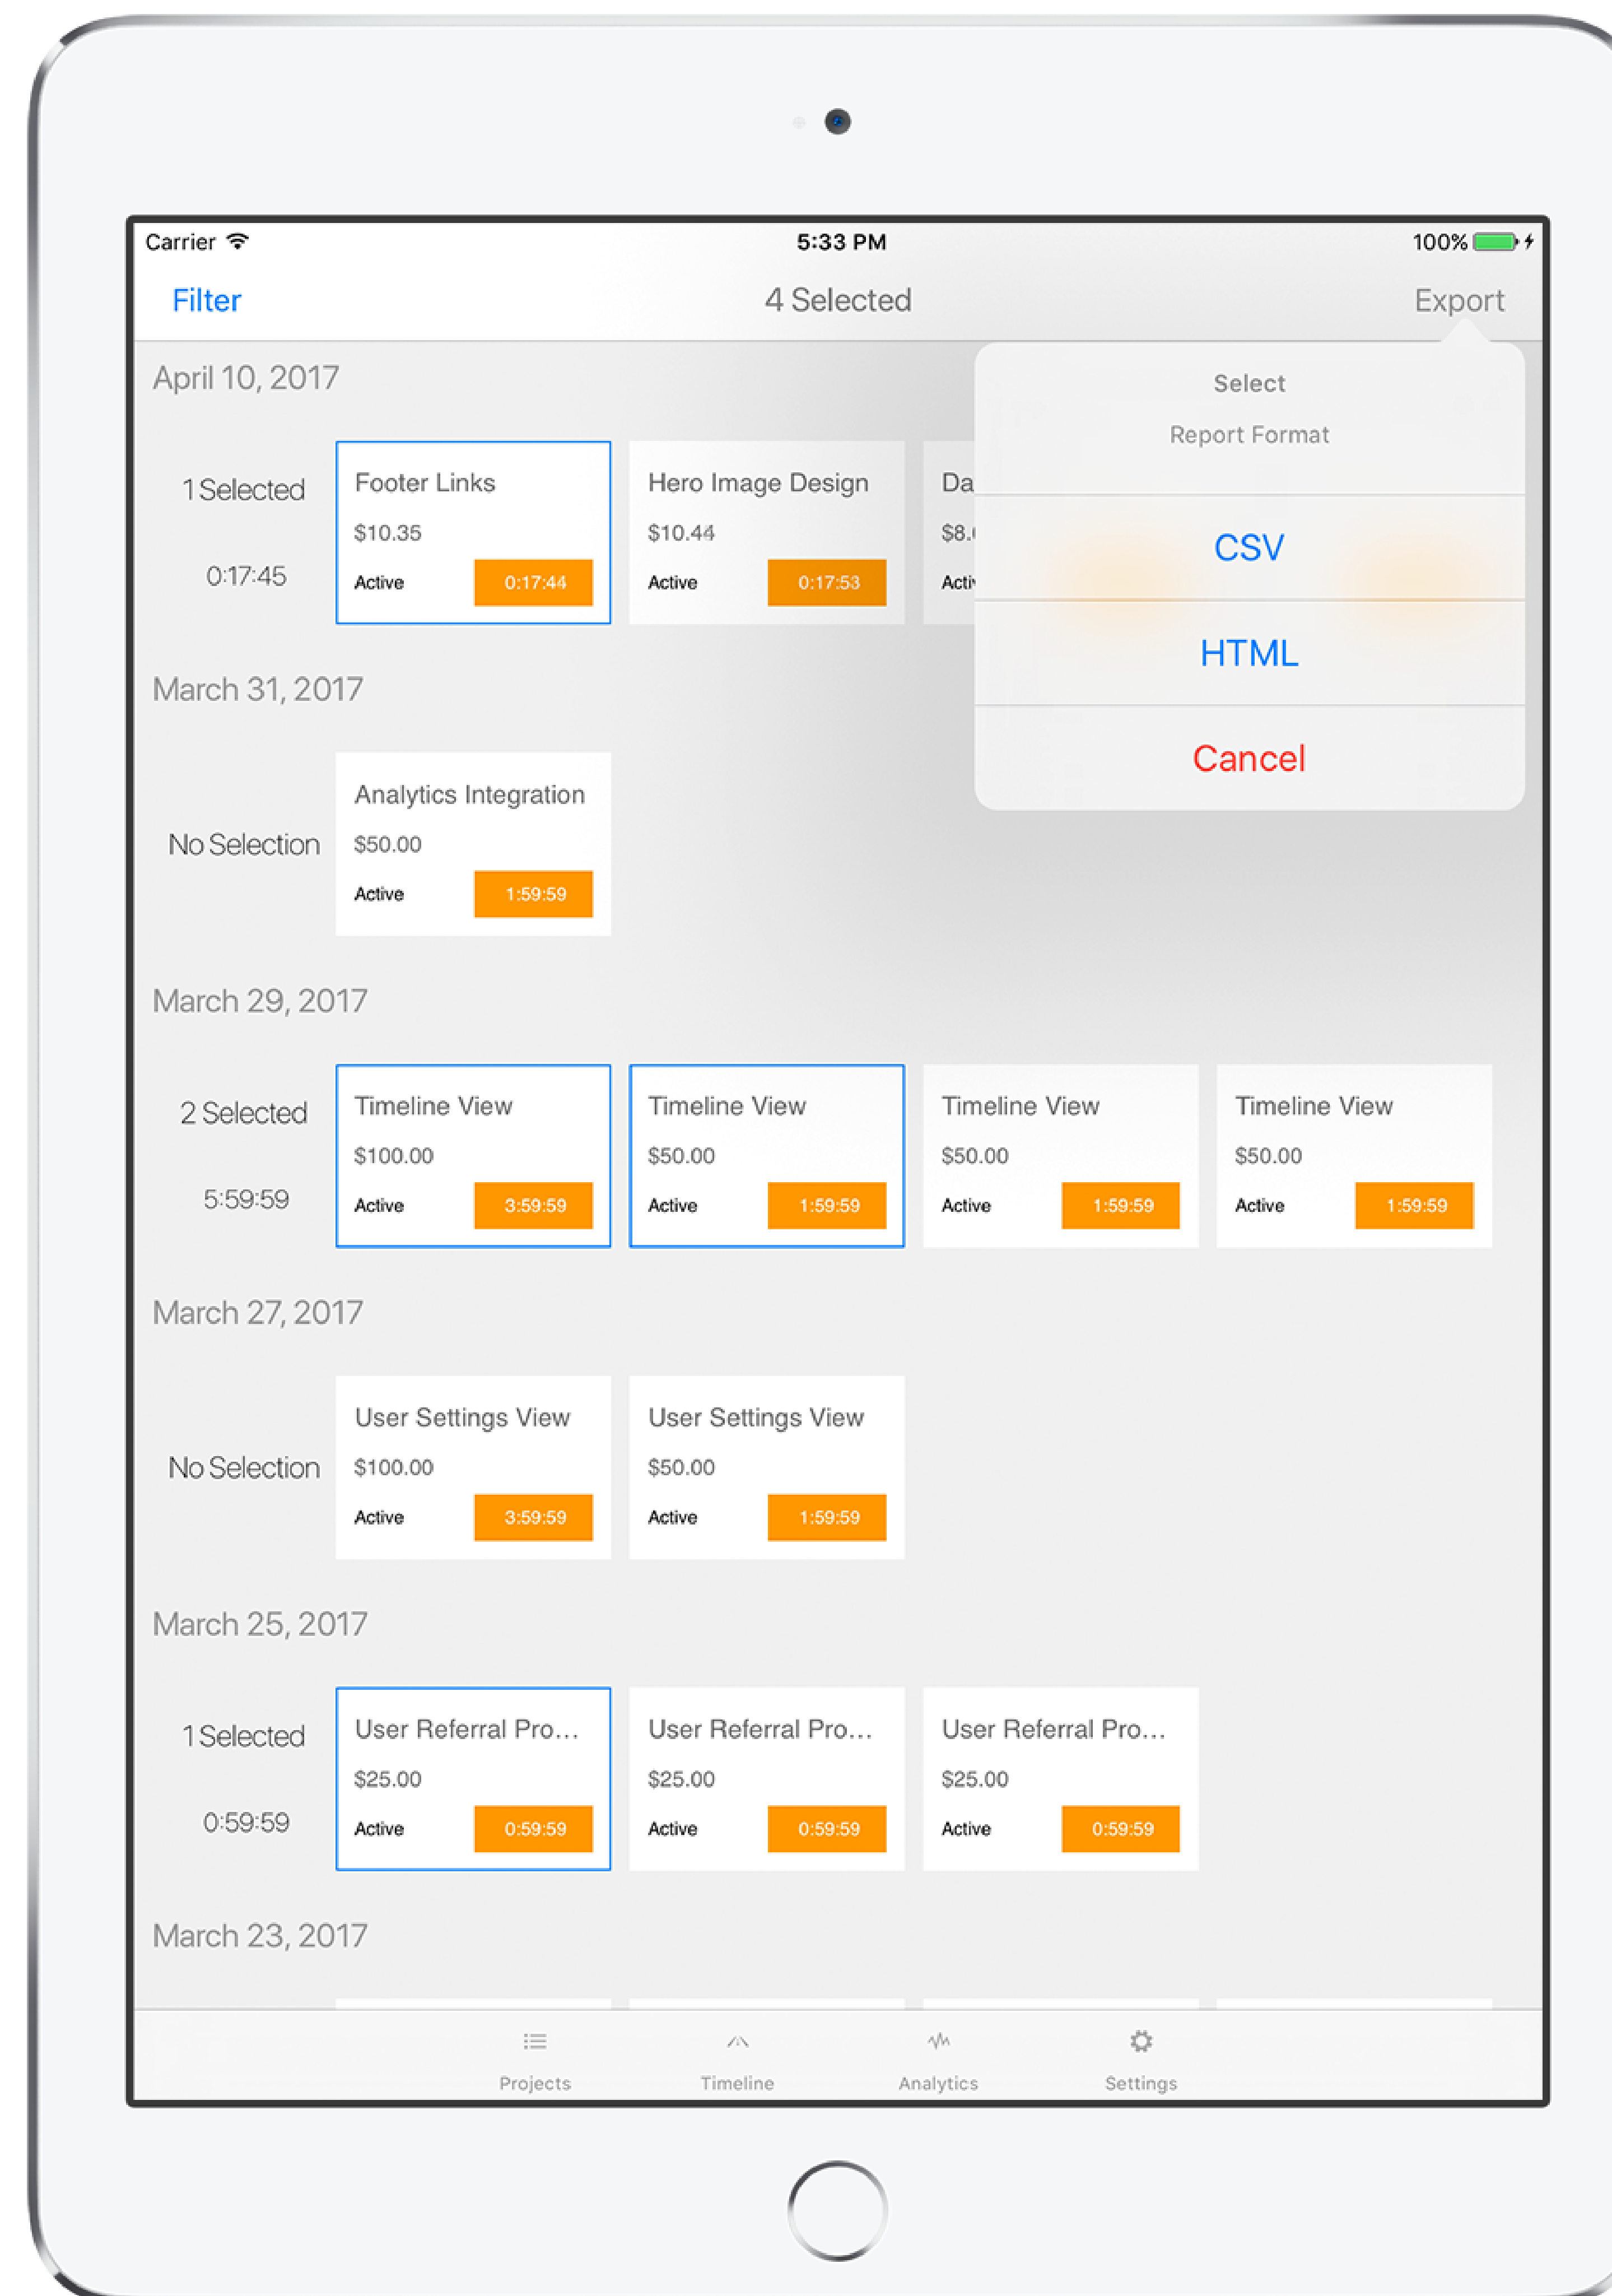 Carrier 5:33 PM 100%
Filter 4 Selected Export
Select
Report Format
CSV
HTML
Cancel
April 10, 2017
1 Selected
0:17:45
Footer Links
$10.35
Active 0:17:44
Hero Image Design
$10.44
Active 0:17:53
March 31, 2017
No Selection
Analytics Integration
$50.00
Active 1:59:59
March 29, 2017
2 Selected
5:59:59
Timeline View
$100.00
Active 3:59:59
Timeline View
$50.00
Active 1:59:59
Timeline View
$50.00
Active 1:59:59
Timeline View
$50.00
Active 1:59:59
March 27, 2017
No Selection
User Settings View
$100.00
Active 3:59:59
User Settings View
$50.00
Active 1:59:59
March 25, 2017
1 Selected
0:59:59
User Referral Pro...
$25.00
Active 0:59:59
User Referral Pro...
$25.00
Active 0:59:59
User Referral Pro...
$25.00
Active 0:59:59
March 23, 2017
Projects Timeline Analytics Settings